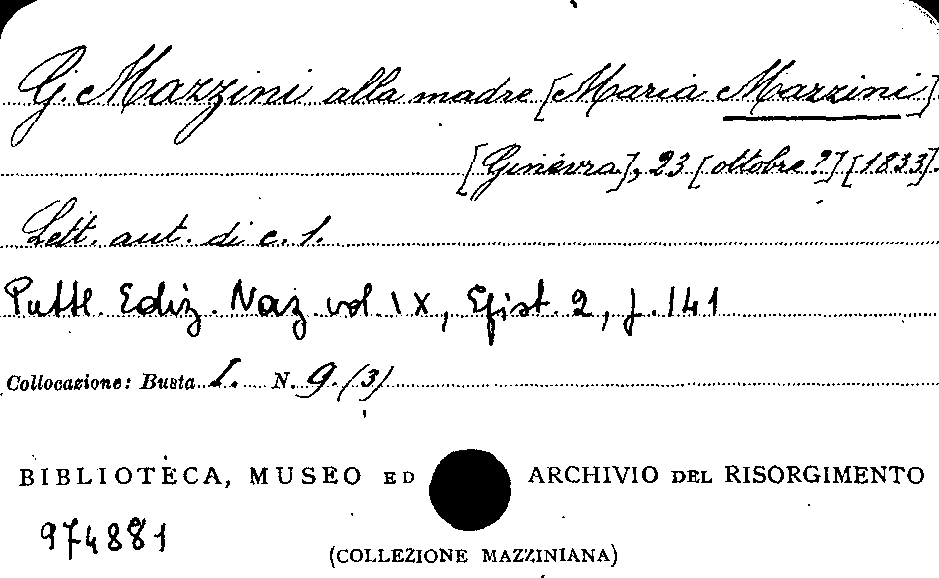 G. Mazzini alla madre [Maria Mazzini].
[Ginevra], 23 [ottobre?] [1833].
Lett. aut. di c. 1.
Pubbl. Ediz. Naz. vol. IX, Epist. 2, p. 141
Collocazione: Busta I. N. 9. (3)
BIBLIOTECA, MUSEO ED ARCHIVIO DEL RISORGIMENTO
974881
(COLLEZIONE MAZZINIANA)